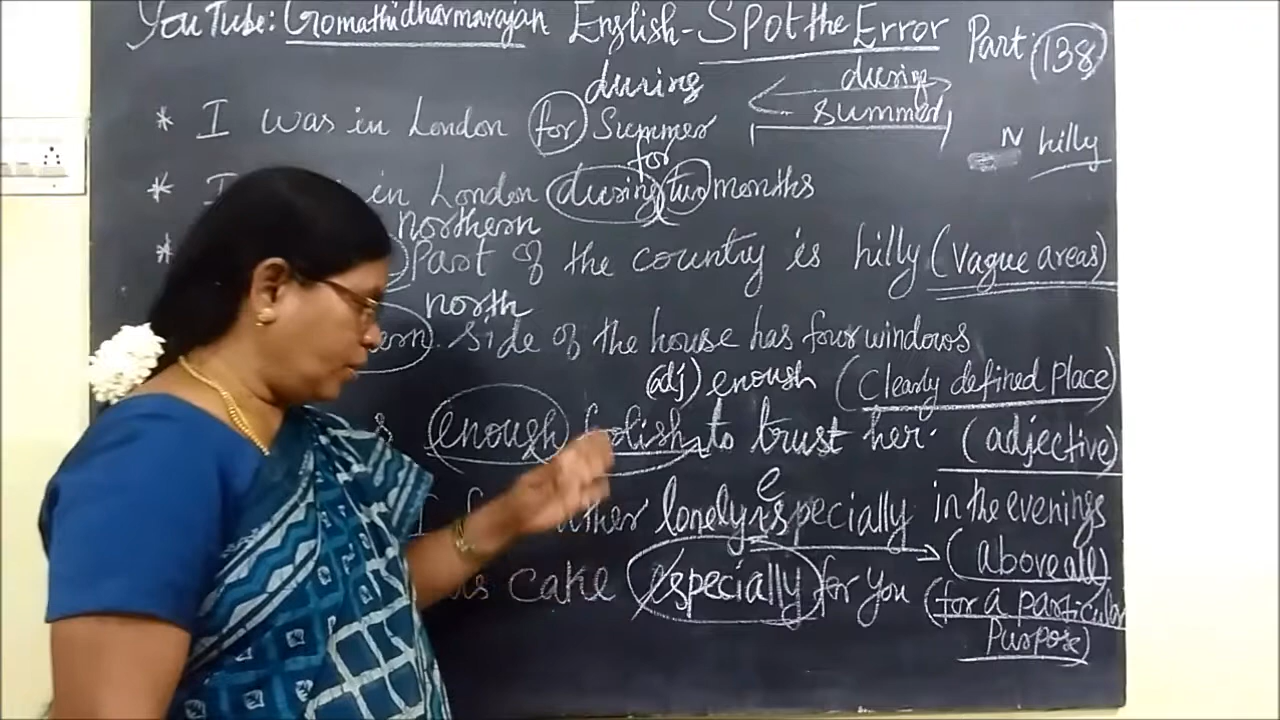 YouTube: Gomathidharmarajan English - Spot the Error Part: 138
during
during
* I was in London for Summer
summer
for
N hilly
* I in London during two months
northern
* Part of the country is hilly (Vague areas)
north
ern side of the house has four windows
(adj) enough (Clearly defined Place)
s enough foolish to trust her. (adjective)
e
lonely specially in the evenings
(above all)
cake especially for you (for a particular
Purpose)